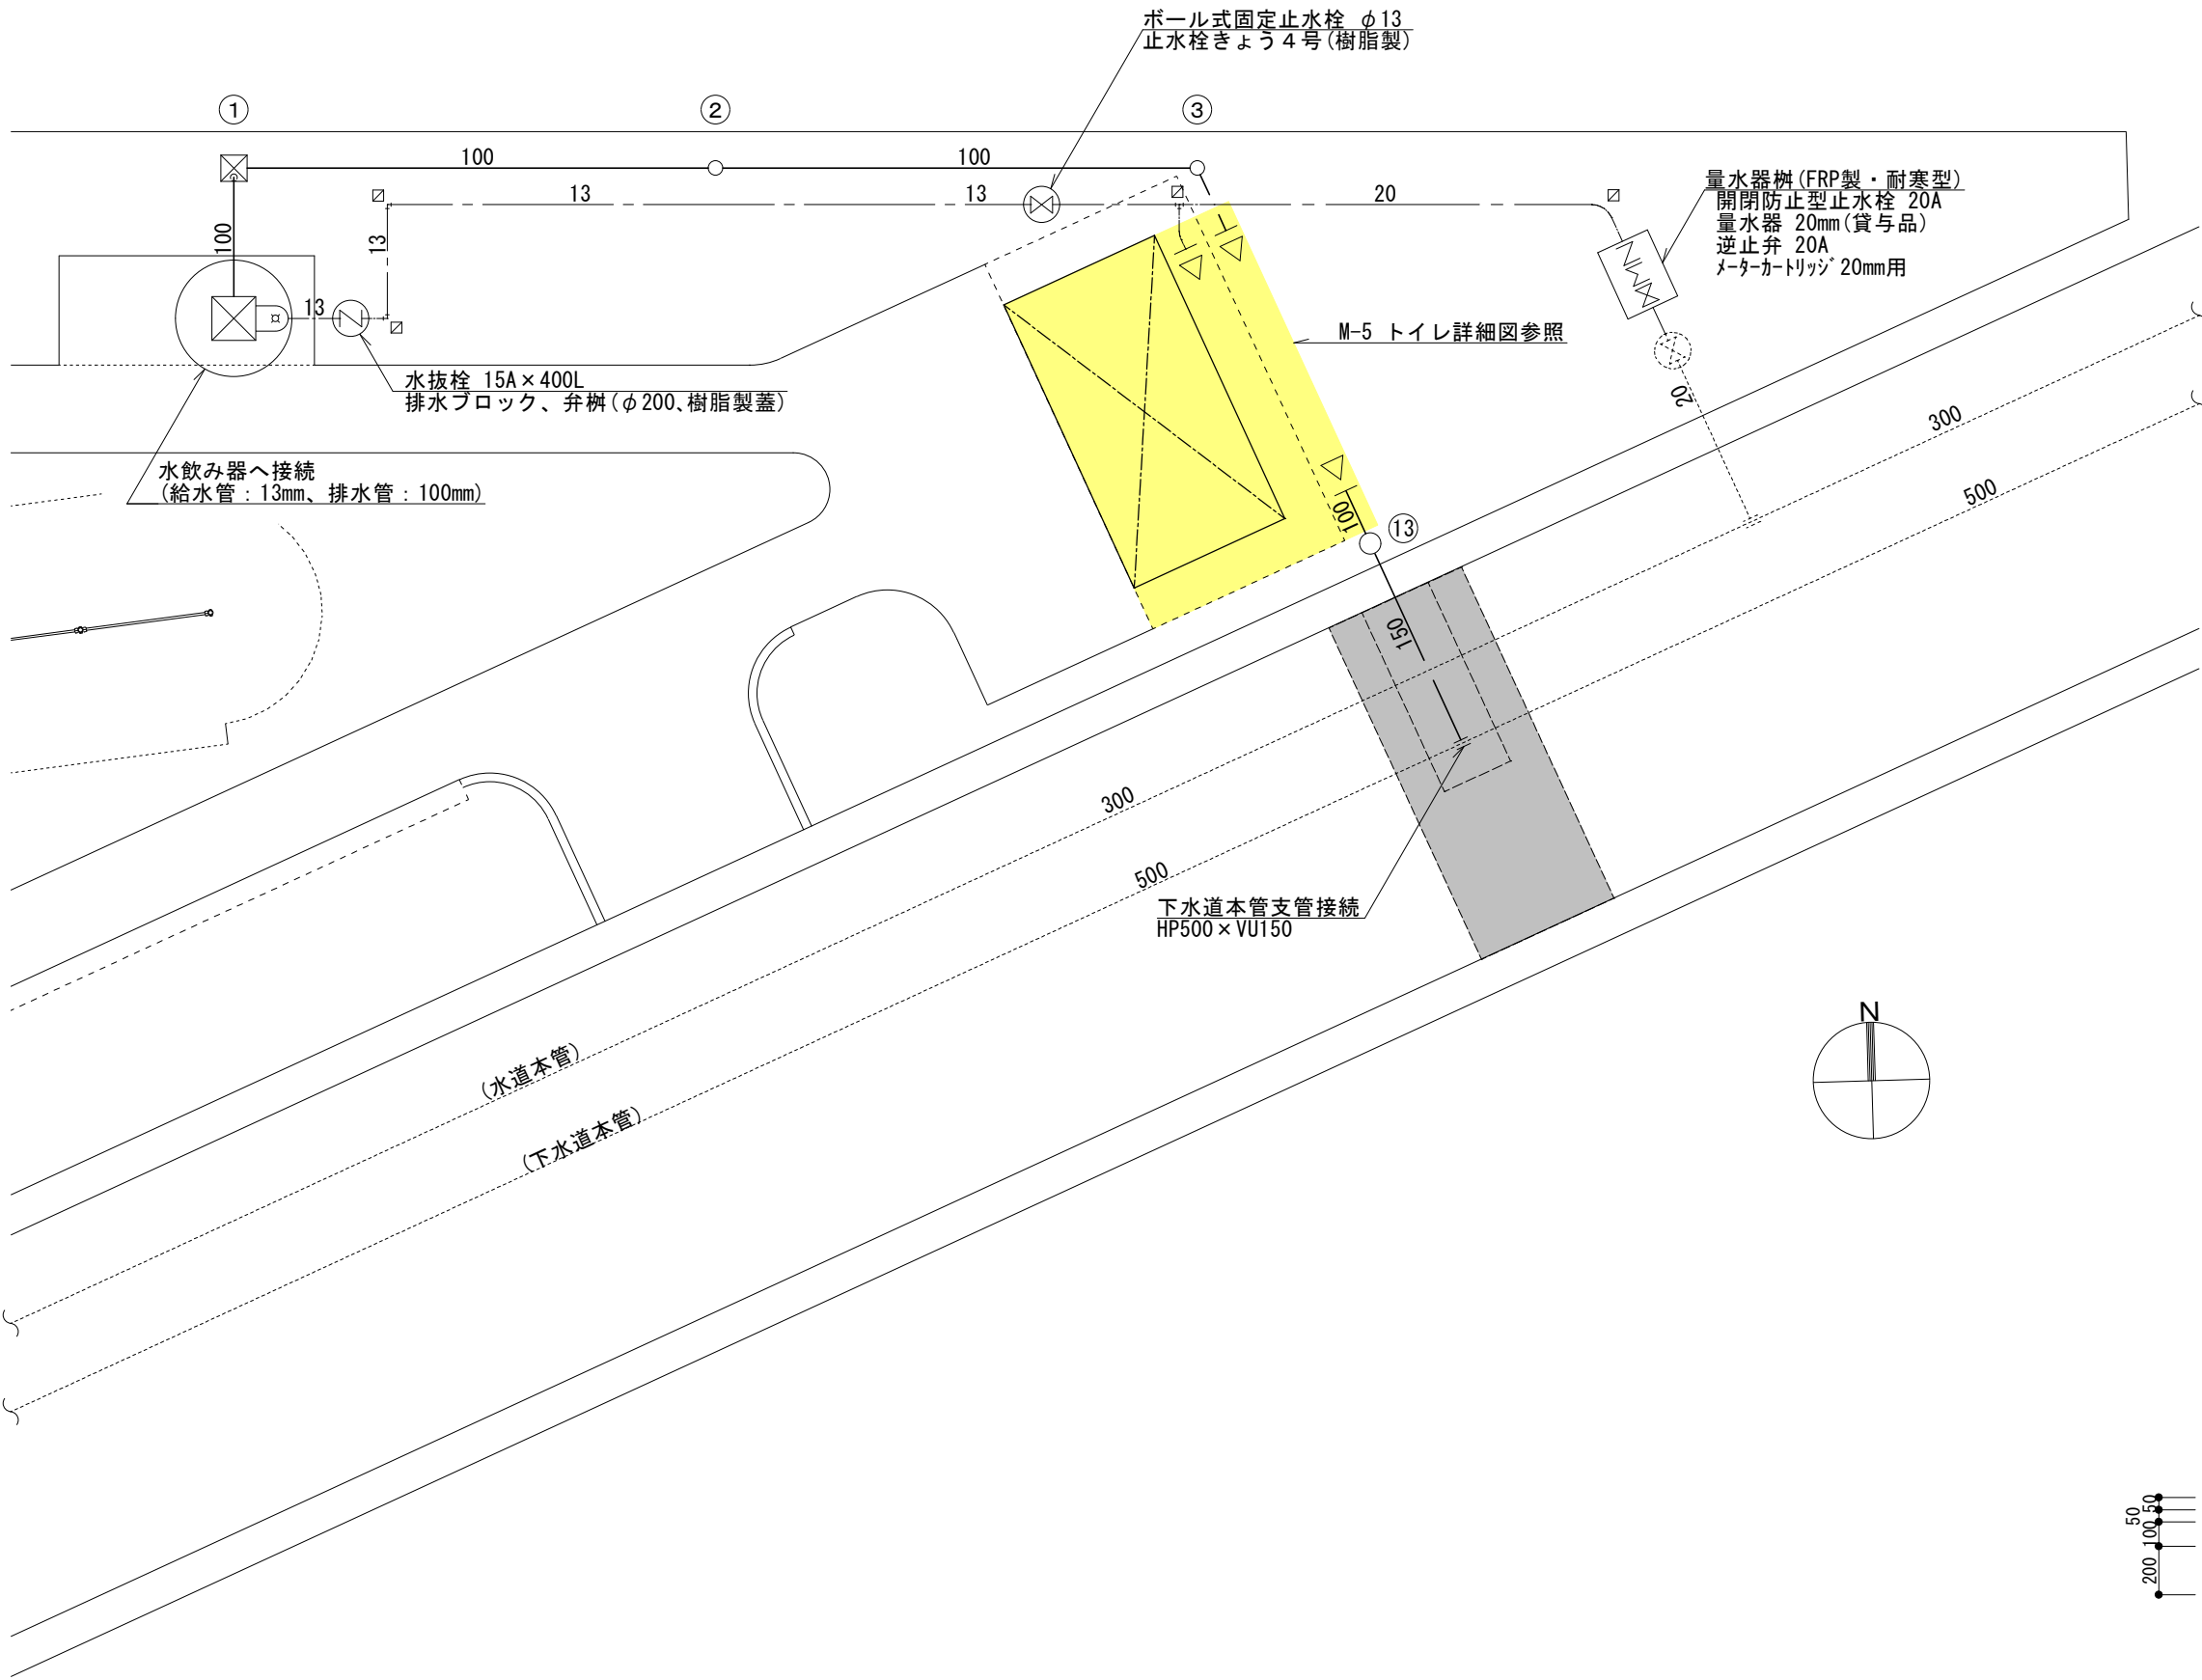 ボール式固定止水栓 φ13
止水栓きょう４号(樹脂製)
①
②
③
100
100
13
13
20
量水器桝(FRP製・耐寒型)
開閉防止型止水栓 20A
量水器 20mm(貸与品)
逆止弁 20A
ﾒｰﾀｰｶｰﾄﾘｯｼﾞ20mm用
100
13
13
M-5 トイレ詳細図参照
水抜栓 15A×400L
排水ブロック、弁桝(φ200､樹脂製蓋)
20
300
水飲み器へ接続
(給水管：13mm、排水管：100mm)
500
100
⑬
150
300
500
下水道本管支管接続
HP500×VU150
N
(水道本管)
(下水道本管)
50
50
100
200